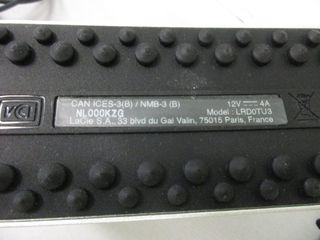 CAN ICES-3(B) / NMB-3 (B)
12V ⎓ 4A
NL000KZG
Model : LRD0TU3
LaCie S.A., 33 blvd du Gal Valin, 75015 Paris, France